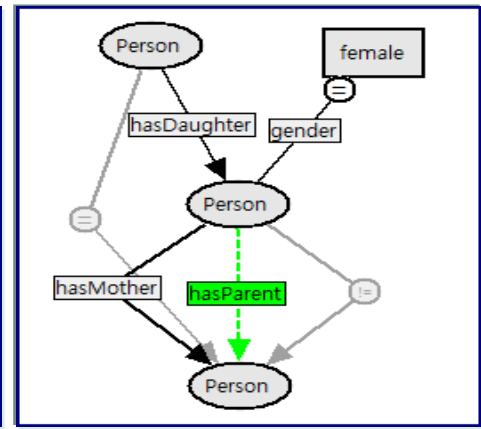 Person
female
=
hasDaughter
gender
Person
=
hasMother
hasParent
!=
Person